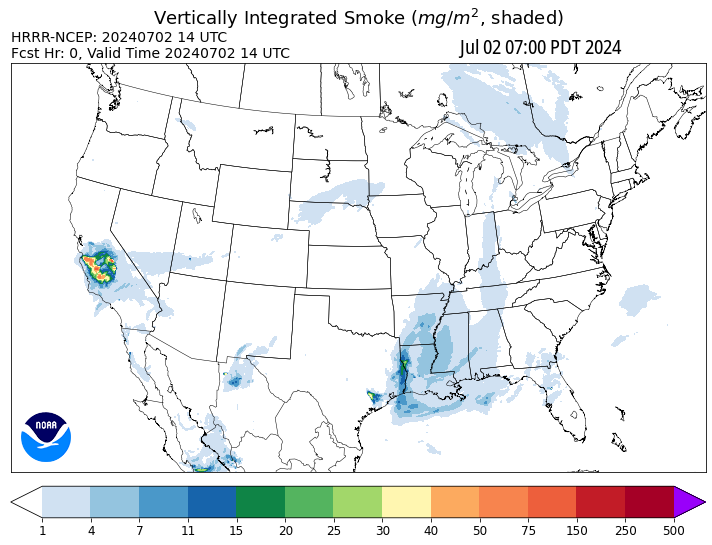 Vertically Integrated Smoke (mg/m², shaded)
HRRR-NCEP: 20240702 14 UTC
Fcst Hr: 0, Valid Time 20240702 14 UTC
Jul 02 07:00 PDT 2024
NOAA
1 4 7 11 15 20 25 30 40 50 75 150 250 500